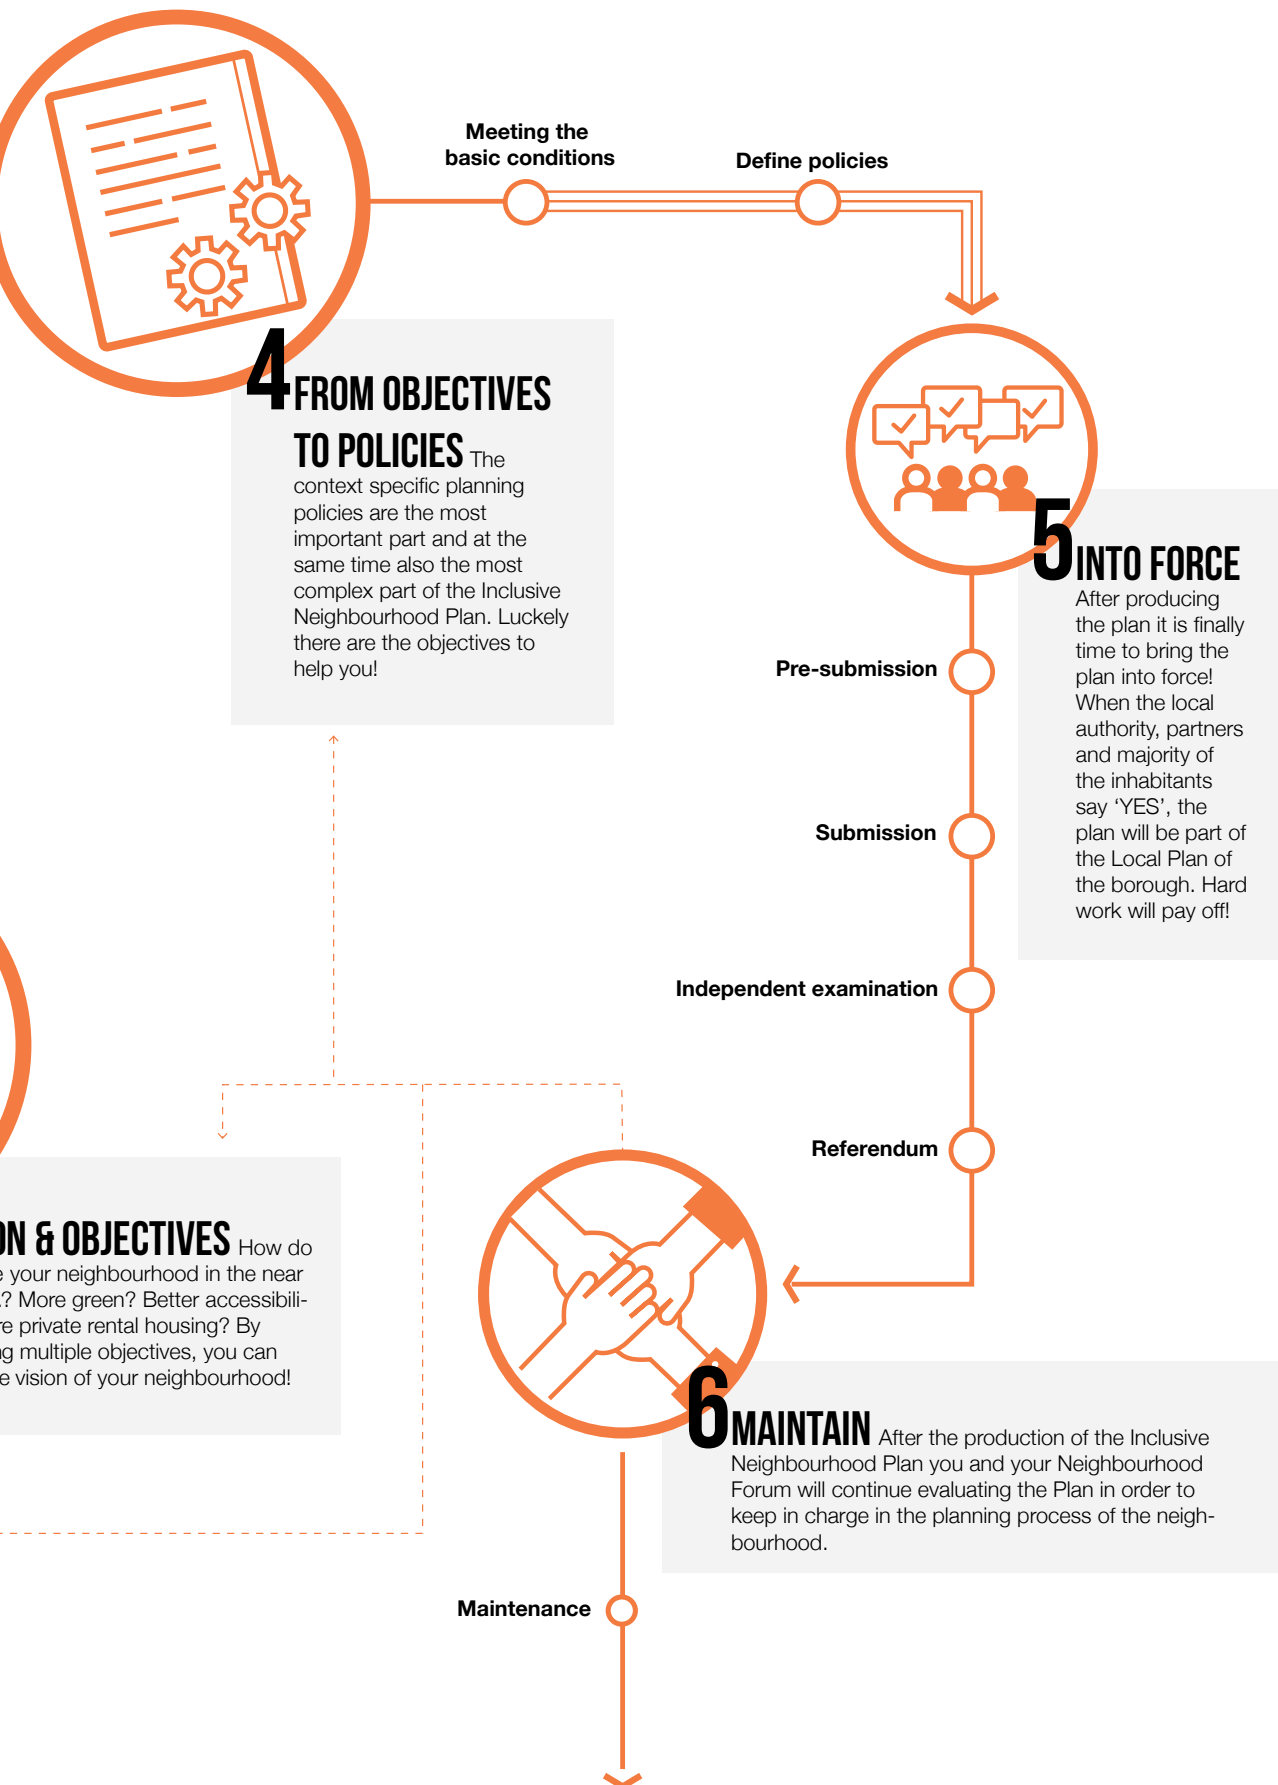 Meeting the
basic conditions
Define policies
4 FROM OBJECTIVES
TO POLICIES The
context specific planning
policies are the most
important part and at the
same time also the most
complex part of the Inclusive
Neighbourhood Plan. Luckely
there are the objectives to
help you!
5 INTO FORCE
After producing
the plan it is finally
time to bring the
plan into force!
When the local
authority, partners
and majority of
the inhabitants
say ‘YES’, the
plan will be part of
the Local Plan of
the borough. Hard
work will pay off!
Pre-submission
Submission
Independent examination
Referendum
& OBJECTIVES How do
your neighbourhood in the near
? More green? Better accessibili-
private rental housing? By
multiple objectives, you can
vision of your neighbourhood!
6 MAINTAIN After the production of the Inclusive
Neighbourhood Plan you and your Neighbourhood
Forum will continue evaluating the Plan in order to
keep in charge in the planning process of the neigh-
bourhood.
Maintenance